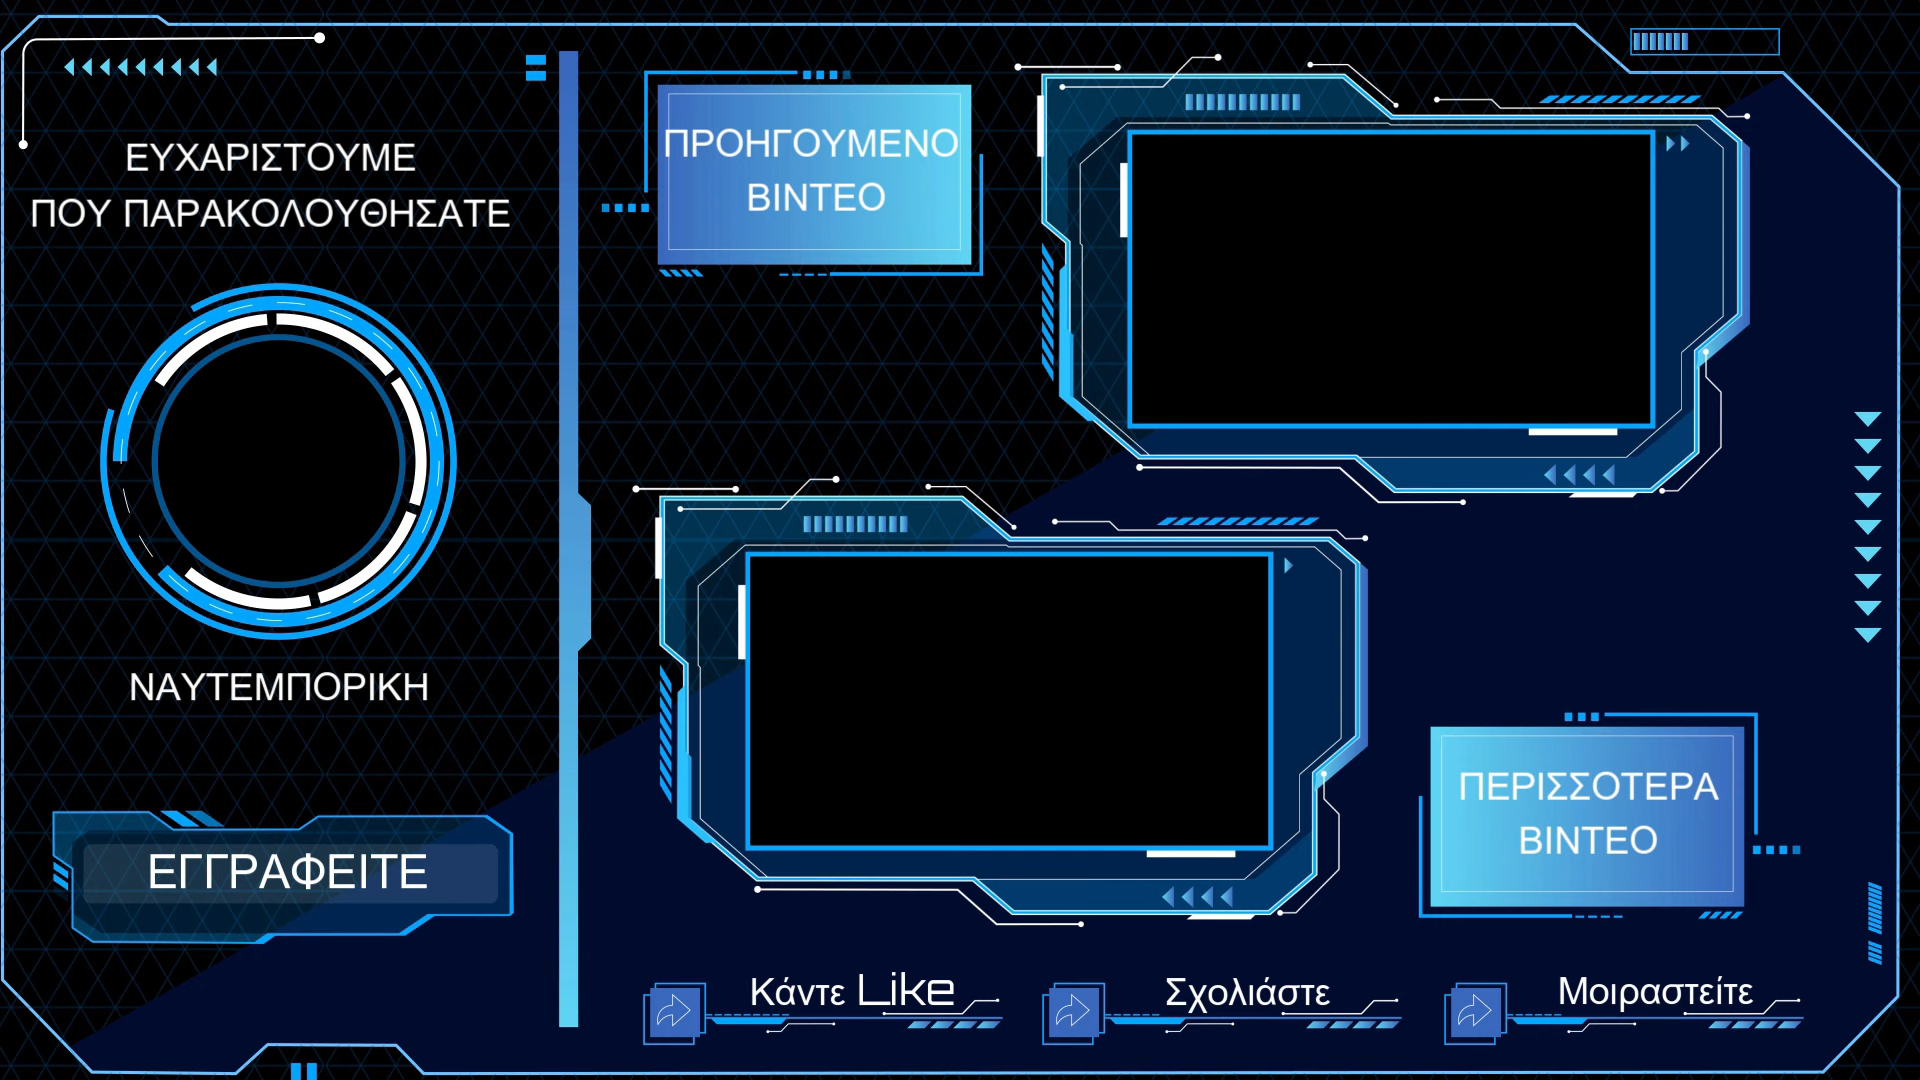 ΕΥΧΑΡΙΣΤΟΥΜΕ
ΠΟΥ ΠΑΡΑΚΟΛΟΥΘΗΣΑΤΕ
ΝΑΥΤΕΜΠΟΡΙΚΗ
ΕΓΓΡΑΦΕΙΤΕ
ΠΡΟΗΓΟΥΜΕΝΟ
ΒΙΝΤΕΟ
ΠΕΡΙΣΣΟΤΕΡΑ
ΒΙΝΤΕΟ
Κάντε Like
Σχολιάστε
Μοιραστείτε